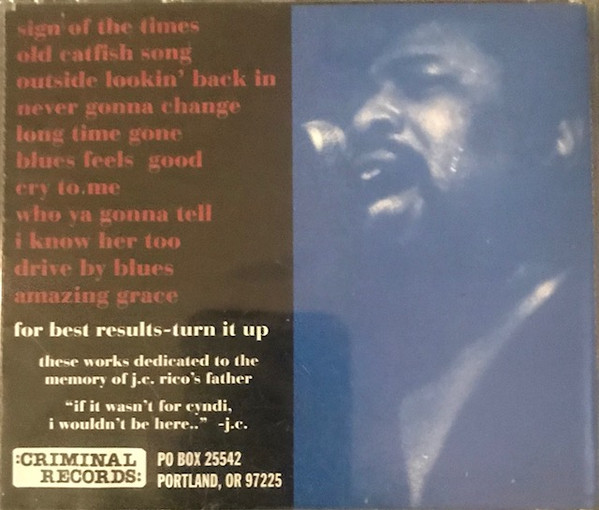 sign of the times
old catfish song
outside lookin' back in
never gonna change
long time gone
blues feels good
cry to.me
who ya gonna tell
i know her too
drive by blues
amazing grace
for best results-turn it up
these works dedicated to the
memory of j.c. rico's father
"if it wasn't for cyndi,
i wouldn't be here.." -j.c.
:CRIMINAL
RECORDS:
PO BOX 25542
PORTLAND, OR 97225